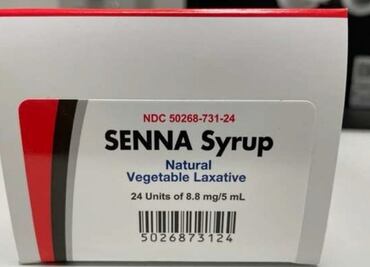 NDC 50268-731-24
SENNA Syrup
Natural
Vegetable Laxative
24 Units of 8.8 mg/5 mL
5026873124